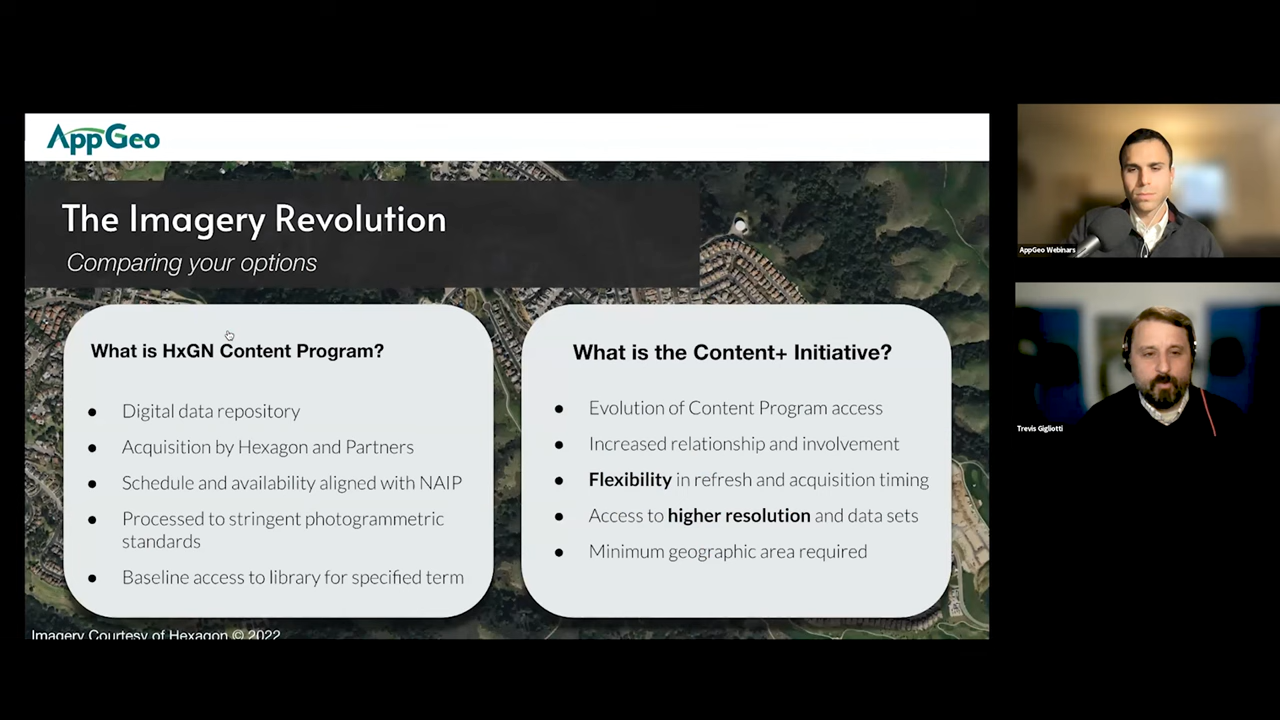 AppGeo
The Imagery Revolution
Comparing your options
What is HxGN Content Program?
● Digital data repository
● Acquisition by Hexagon and Partners
● Schedule and availability aligned with NAIP
● Processed to stringent photogrammetric
standards
● Baseline access to library for specified term
What is the Content+ Initiative?
● Evolution of Content Program access
● Increased relationship and involvement
● Flexibility in refresh and acquisition timing
● Access to higher resolution and data sets
● Minimum geographic area required
Imagery Courtesy of Hexagon © 2022
AppGeo Webinars
Trevis Gigliotti